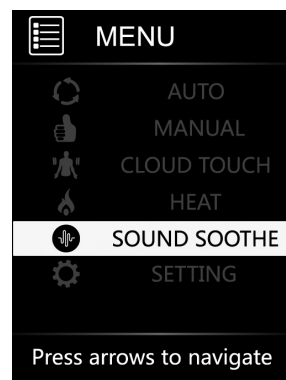 MENU
AUTO
MANUAL
CLOUD TOUCH
HEAT
SOUND SOOTHE
SETTING
Press arrows to navigate